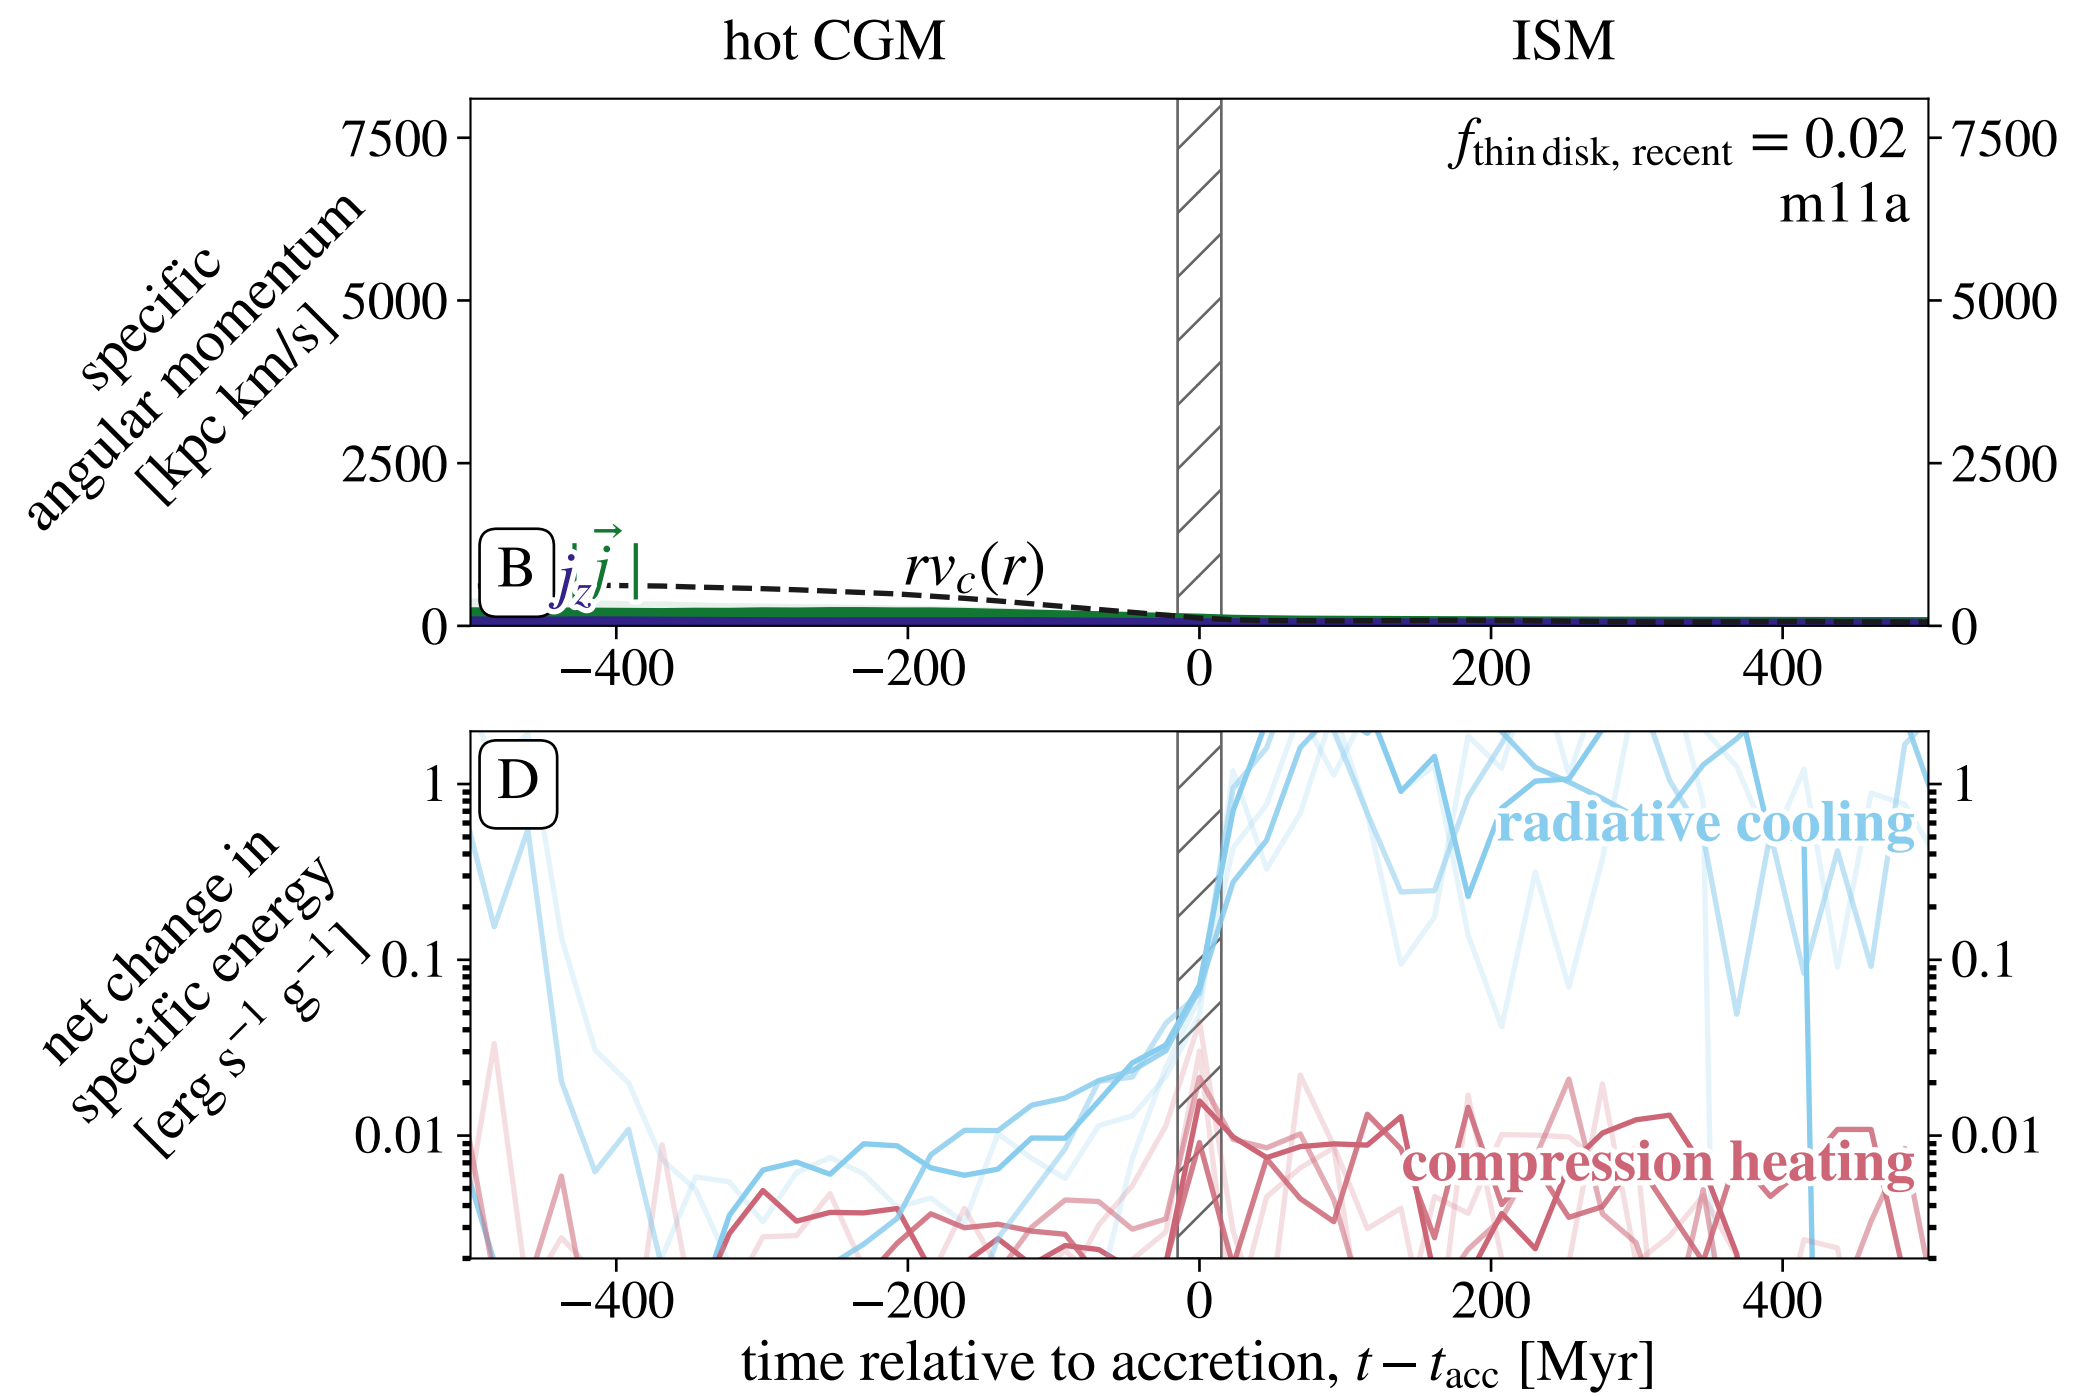 hot CGM
ISM
7500
5000
2500
0
specific
angular momentum
[kpc km/s]
f_thin disk, recent = 0.02
m11a
7500
5000
2500
0
B
j_z
|j⃗|
rv_c(r)
−400
−200
0
200
400
D
1
0.1
0.01
net change in
specific energy
[erg s⁻¹ g⁻¹]
radiative cooling
compression heating
1
0.1
0.01
−400
−200
0
200
400
time relative to accretion, t − t_acc [Myr]